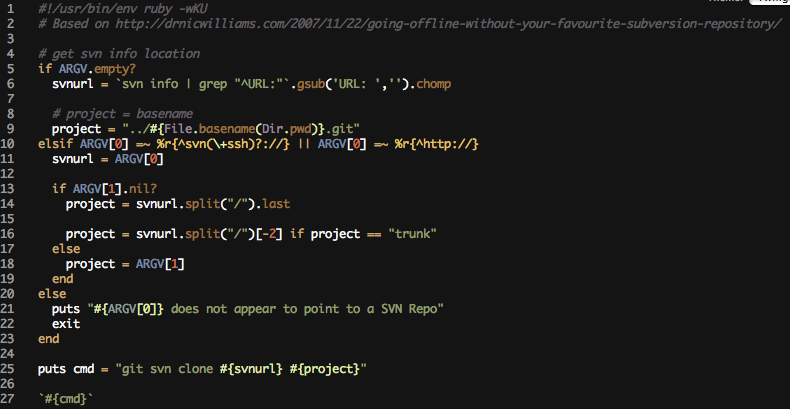 1 #!/usr/bin/env ruby -wKU
2 # Based on http://drnicwilliams.com/2007/11/22/going-offline-without-your-favourite-subversion-repository/
3
4 # get svn info location
5 if ARGV.empty?
6   svnurl = `svn info | grep "^URL:"`.gsub('URL: ','').chomp
7
8   # project = basename
9   project = "../#{File.basename(Dir.pwd)}.git"
10 elsif ARGV[0] =~ %r{^svn(\+ssh)?://} || ARGV[0] =~ %r{^http://}
11   svnurl = ARGV[0]
12
13   if ARGV[1].nil?
14     project = svnurl.split("/").last
15
16     project = svnurl.split("/")[-2] if project == "trunk"
17   else
18     project = ARGV[1]
19   end
20 else
21   puts "#{ARGV[0]} does not appear to point to a SVN Repo"
22   exit
23 end
24
25 puts cmd = "git svn clone #{svnurl} #{project}"
26
27 `#{cmd}`